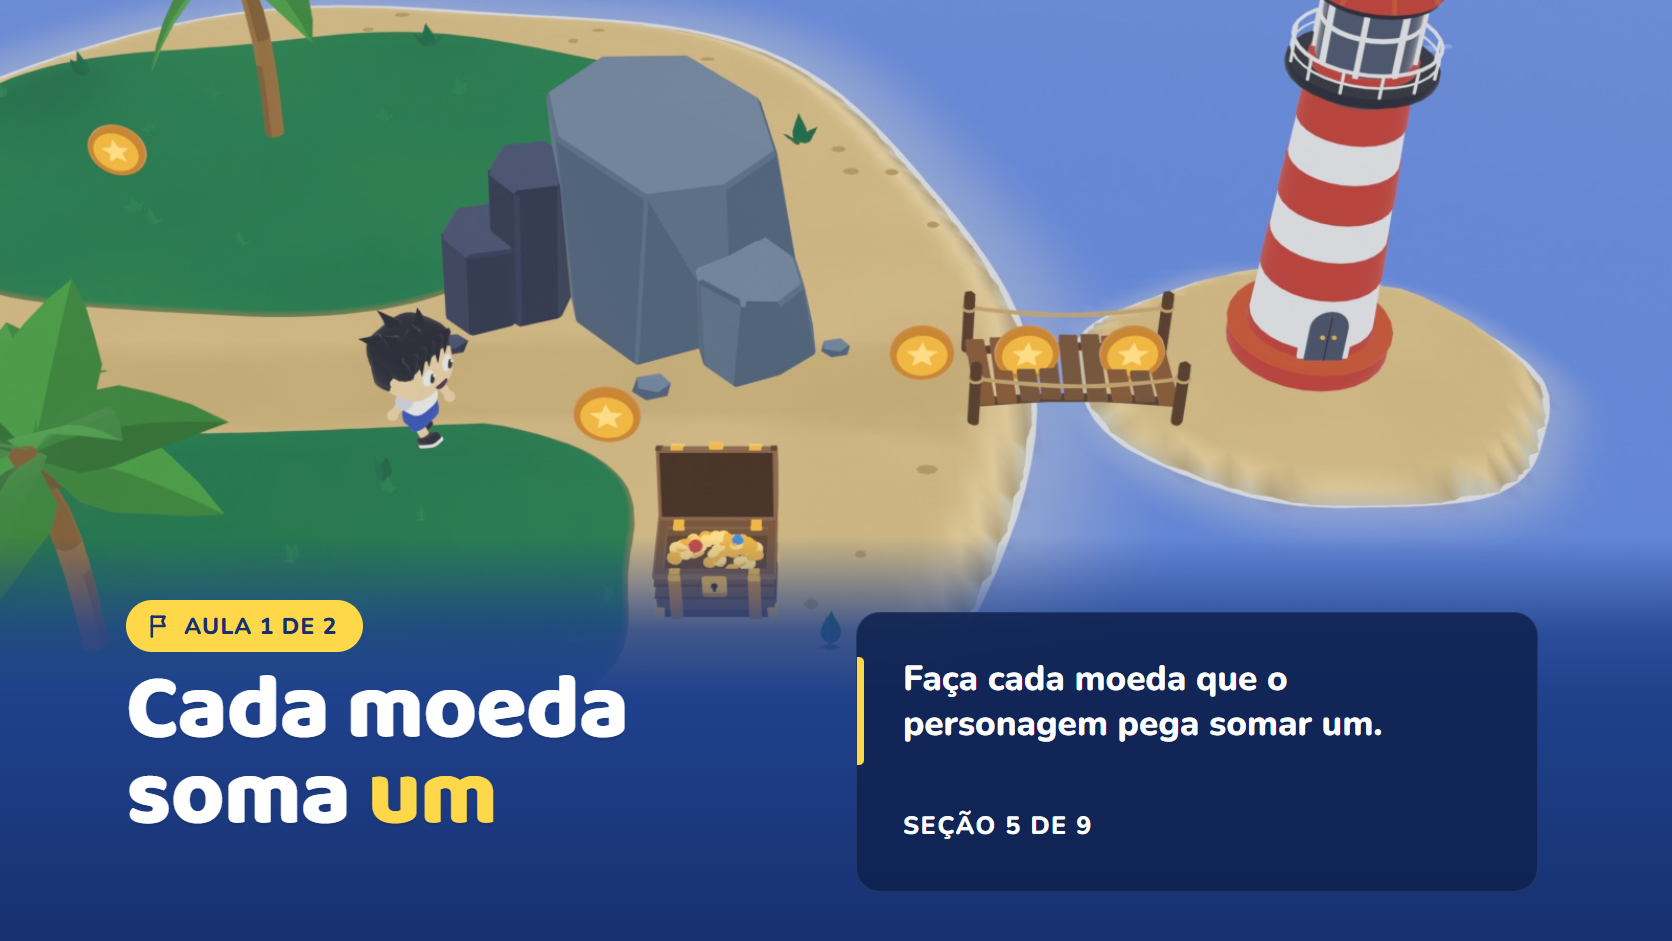 AULA 1 DE 2
Cada moeda
soma um
Faça cada moeda que o
personagem pega somar um.
SEÇÃO 5 DE 9